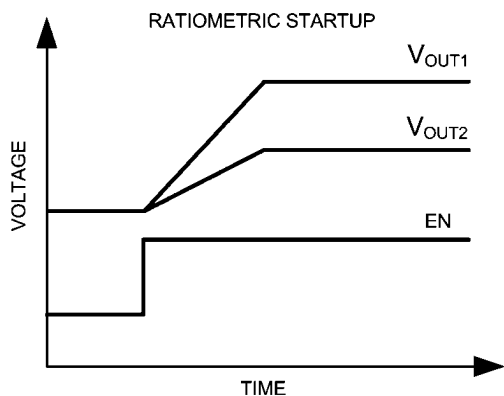 RATIOMETRIC STARTUP
VOUT1
VOUT2
VOLTAGE
EN
TIME